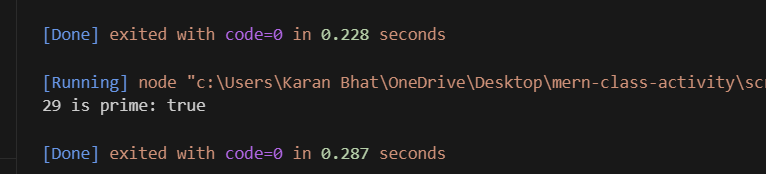 [Done] exited with code=0 in 0.228 seconds
[Running] node "c:\Users\Karan Bhat\OneDrive\Desktop\mern-class-activity\scr
29 is prime: true
[Done] exited with code=0 in 0.287 seconds